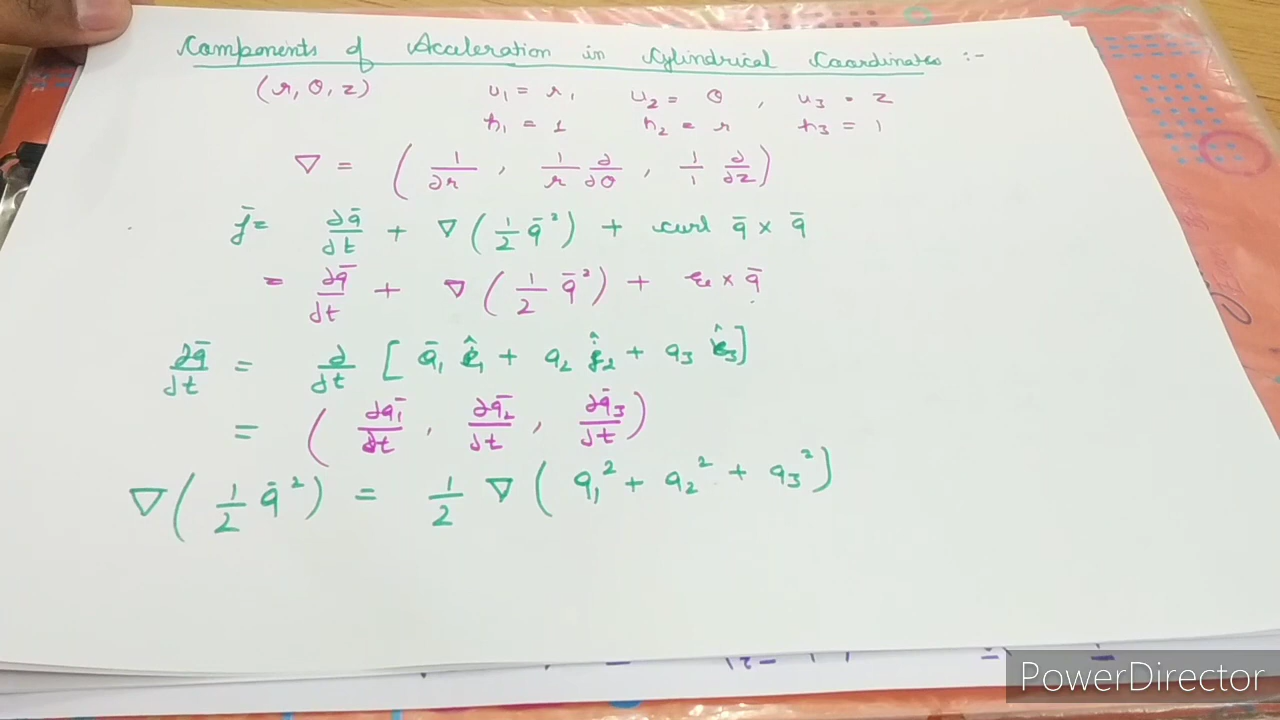 Components of Acceleration in Cylindrical Coordinates :-
(r, θ, z) u₁ = r, u₂ = θ , u₃ = z
h₁ = 1 h₂ = r h₃ = 1
∇ = ( 1/∂r , 1/r ∂/∂θ , 1/1 ∂/∂z )
f̄ = ∂q̄/∂t + ∇( 1/2 q̄² ) + curl q̄ × q̄
= ∂q̄/∂t + ∇( 1/2 q̄² ) + ξ × q̄
∂q̄/∂t = ∂/∂t [ q̄₁ ê₁ + q₂ ê₂ + q₃ ê₃ ]
= ( ∂q̄₁/∂t , ∂q̄₂/∂t , ∂q̄₃/∂t )
∇( 1/2 q̄² ) = 1/2 ∇( q₁² + q₂² + q₃² )
PowerDirector